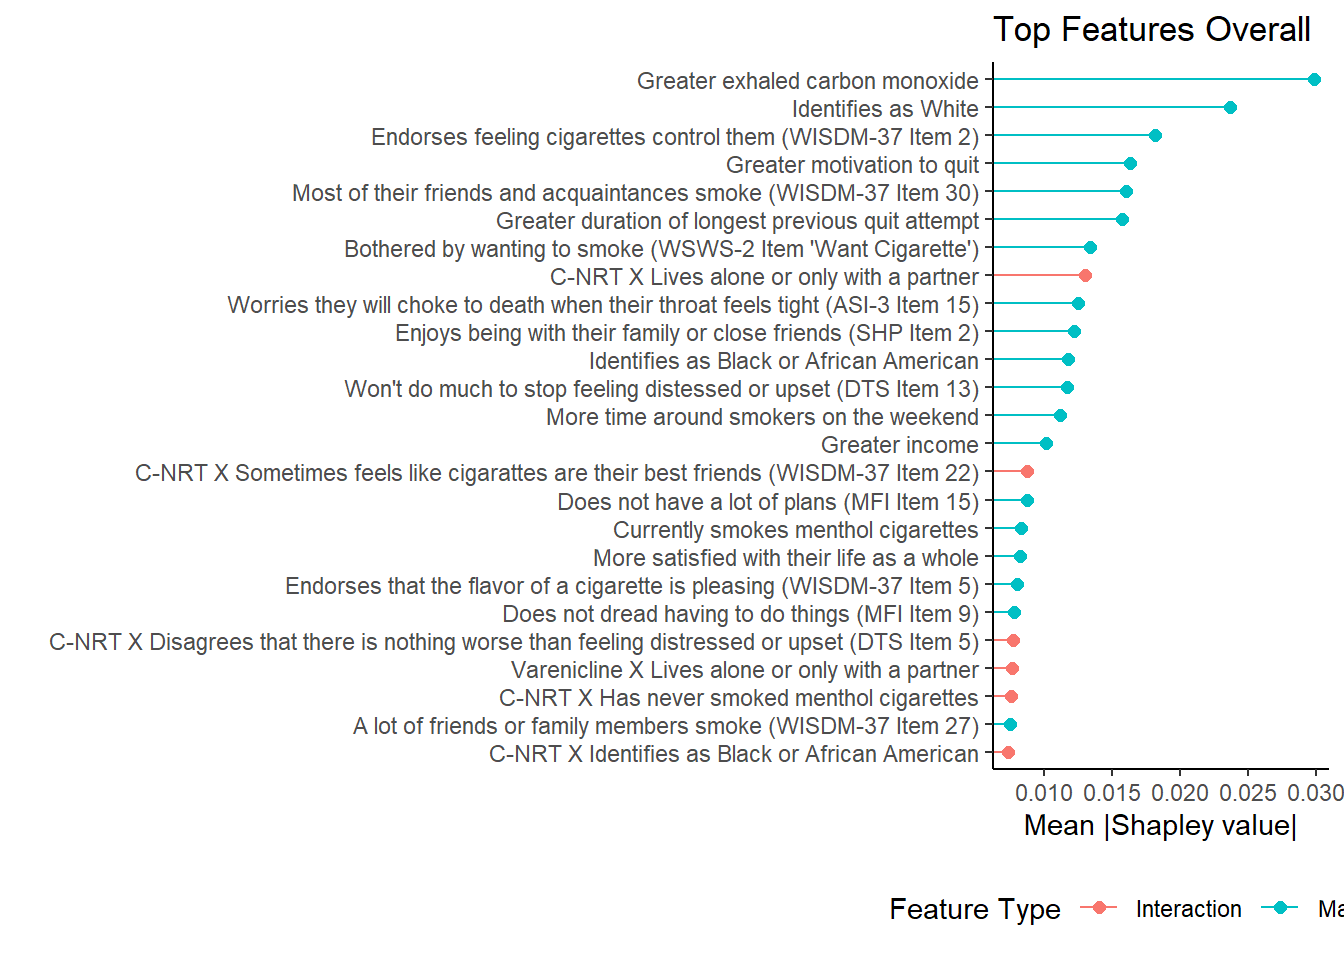 Top Features Overall
Greater exhaled carbon monoxide
Identifies as White
Endorses feeling cigarettes control them (WISDM-37 Item 2)
Greater motivation to quit
Most of their friends and acquaintances smoke (WISDM-37 Item 30)
Greater duration of longest previous quit attempt
Bothered by wanting to smoke (WSWS-2 Item 'Want Cigarette')
C-NRT X Lives alone or only with a partner
Worries they will choke to death when their throat feels tight (ASI-3 Item 15)
Enjoys being with their family or close friends (SHP Item 2)
Identifies as Black or African American
Won't do much to stop feeling distessed or upset (DTS Item 13)
More time around smokers on the weekend
Greater income
C-NRT X Sometimes feels like cigarattes are their best friends (WISDM-37 Item 22)
Does not have a lot of plans (MFI Item 15)
Currently smokes menthol cigarettes
More satisfied with their life as a whole
Endorses that the flavor of a cigarette is pleasing (WISDM-37 Item 5)
Does not dread having to do things (MFI Item 9)
C-NRT X Disagrees that there is nothing worse than feeling distressed or upset (DTS Item 5)
Varenicline X Lives alone or only with a partner
C-NRT X Has never smoked menthol cigarettes
A lot of friends or family members smoke (WISDM-37 Item 27)
C-NRT X Identifies as Black or African American
0.010 0.015 0.020 0.025 0.030
Mean |Shapley value|
Feature Type Interaction Ma